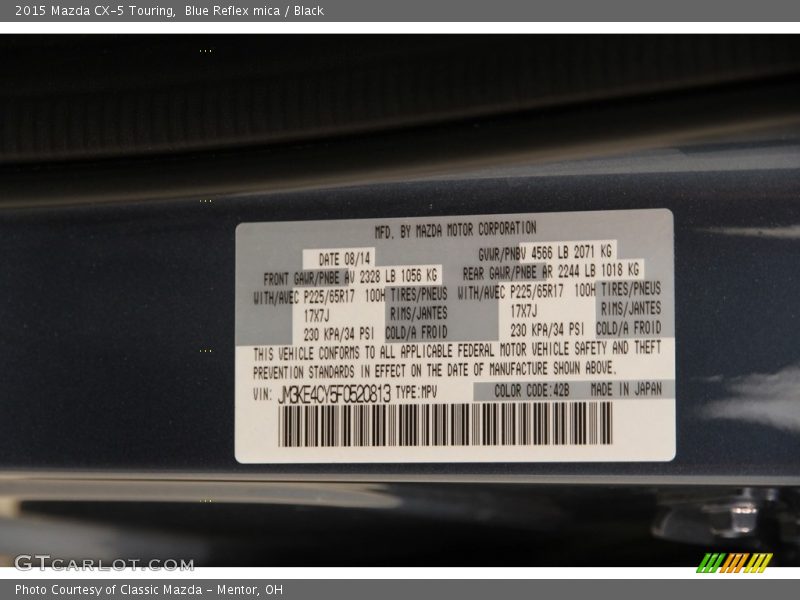 2015 Mazda CX-5 Touring,  Blue Reflex mica / Black
MFD. BY MAZDA MOTOR CORPORATION
DATE 08/14 GVWR/PNBV 4566 LB 2071 KG
FRONT GAWR/PNBE AV 2328 LB 1056 KG REAR GAWR/PNBE AR 2244 LB 1018 KG
WITH/AVEC P225/65R17 100H TIRES/PNEUS WITH/AVEC P225/65R17 100H TIRES/PNEUS
17X7J RIMS/JANTES 17X7J RIMS/JANTES
230 KPA/34 PSI COLD/A FROID 230 KPA/34 PSI COLD/A FROID
THIS VEHICLE CONFORMS TO ALL APPLICABLE FEDERAL MOTOR VEHICLE SAFETY AND THEFT
PREVENTION STANDARDS IN EFFECT ON THE DATE OF MANUFACTURE SHOWN ABOVE.
VIN: JM3KE4CY5F0520813 TYPE:MPV COLOR CODE:42B MADE IN JAPAN
GTCARLOT.COM
Photo Courtesy of Classic Mazda - Mentor, OH